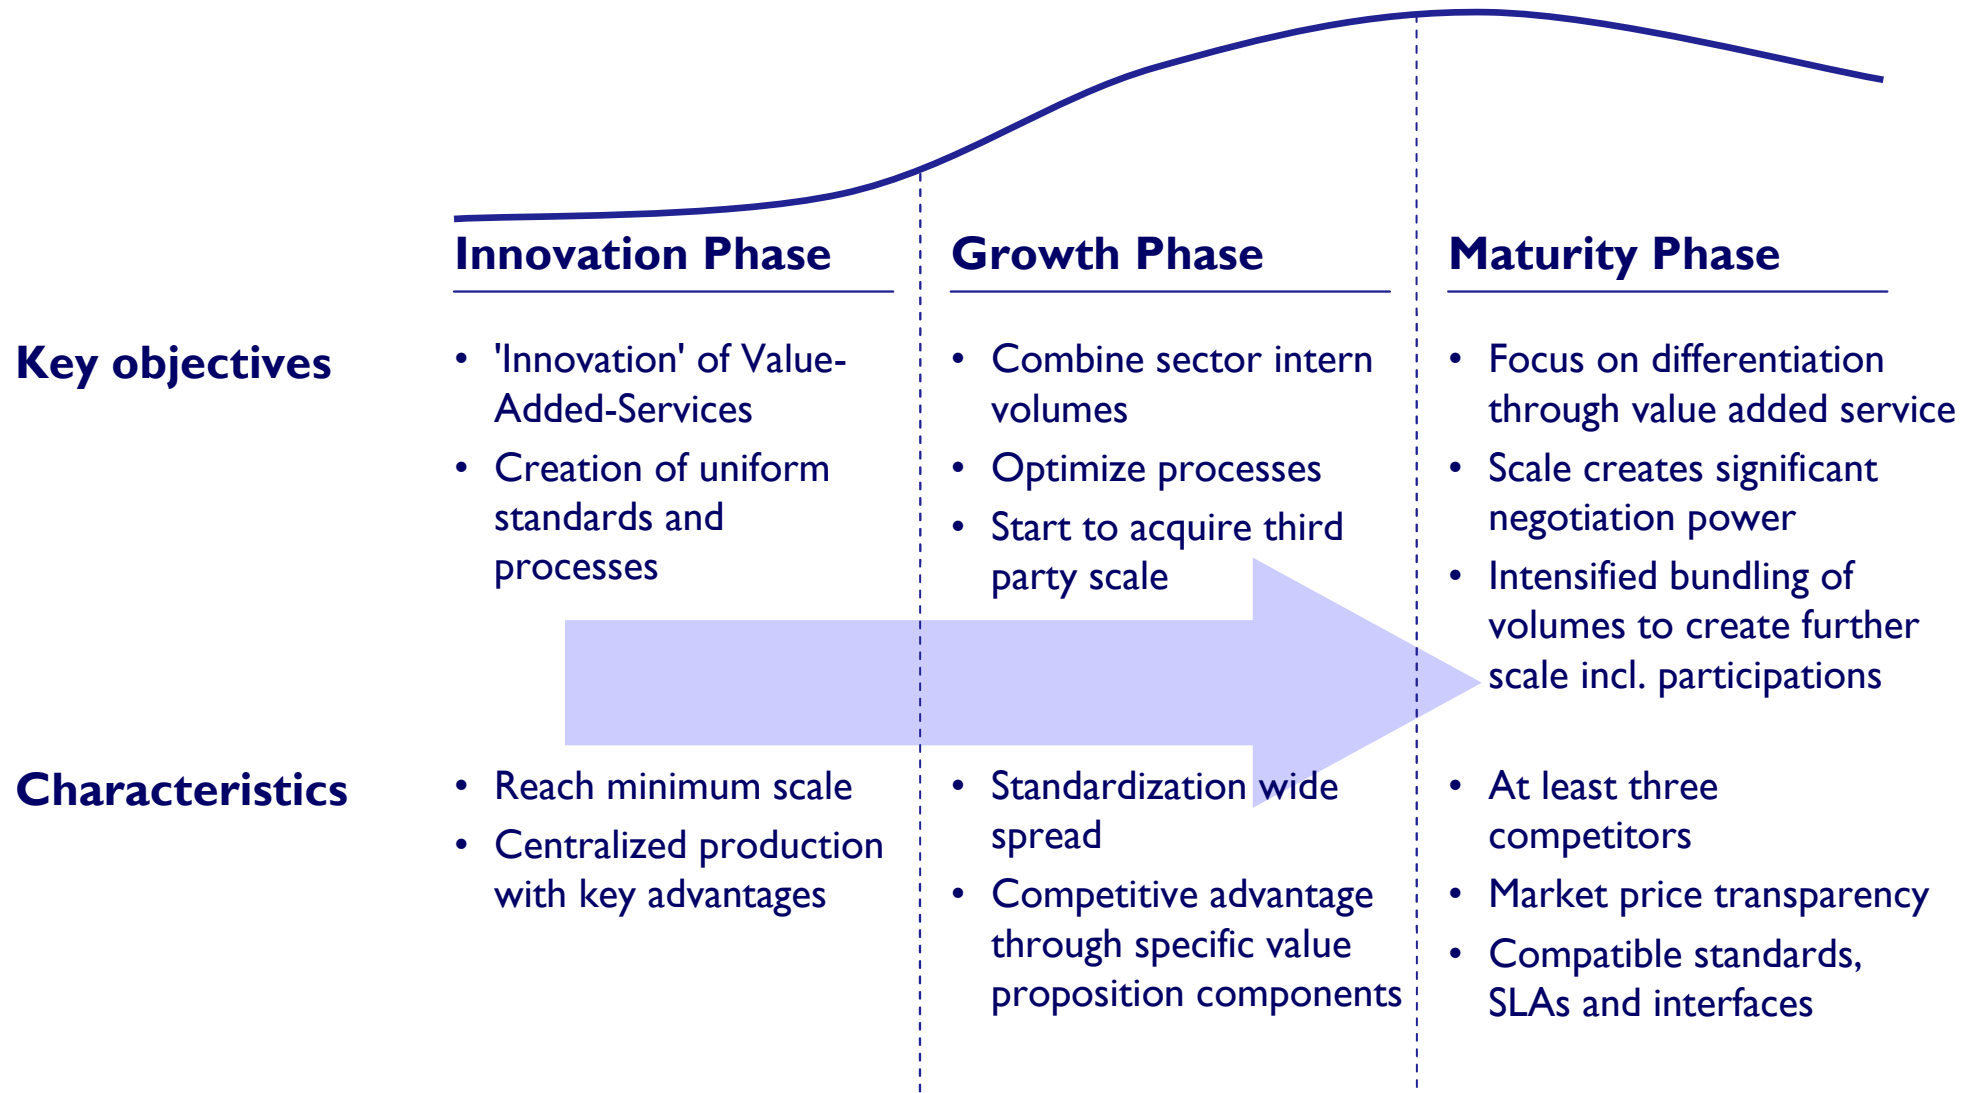 Innovation Phase
Growth Phase
Maturity Phase
Key objectives
• 'Innovation' of Value-
Added-Services
• Creation of uniform
standards and
processes
• Combine sector intern
volumes
• Optimize processes
• Start to acquire third
party scale
• Focus on differentiation
through value added service
• Scale creates significant
negotiation power
• Intensified bundling of
volumes to create further
scale incl. participations
Characteristics
• Reach minimum scale
• Centralized production
with key advantages
• Standardization wide
spread
• Competitive advantage
through specific value
proposition components
• At least three
competitors
• Market price transparency
• Compatible standards,
SLAs and interfaces